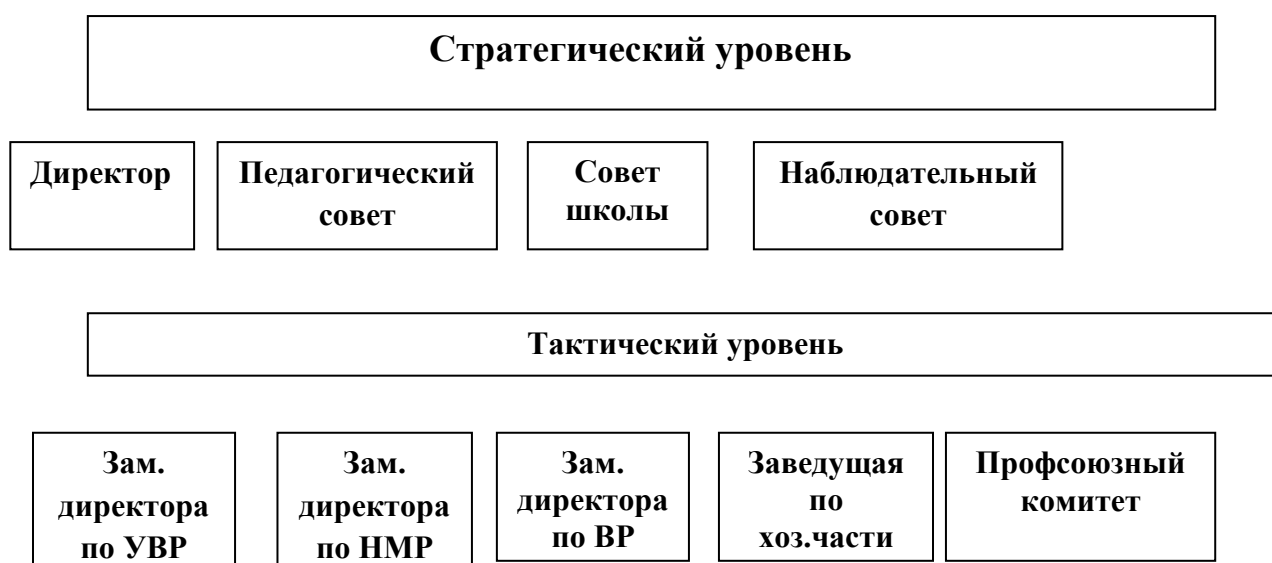 Стратегический уровень
Директор
Педагогический
совет
Совет
школы
Наблюдательный
совет
Тактический уровень
Зам.
директора
по УВР
Зам.
директора
по НМР
Зам.
директора
по ВР
Заведущая
по
хоз.части
Профсоюзный
комитет